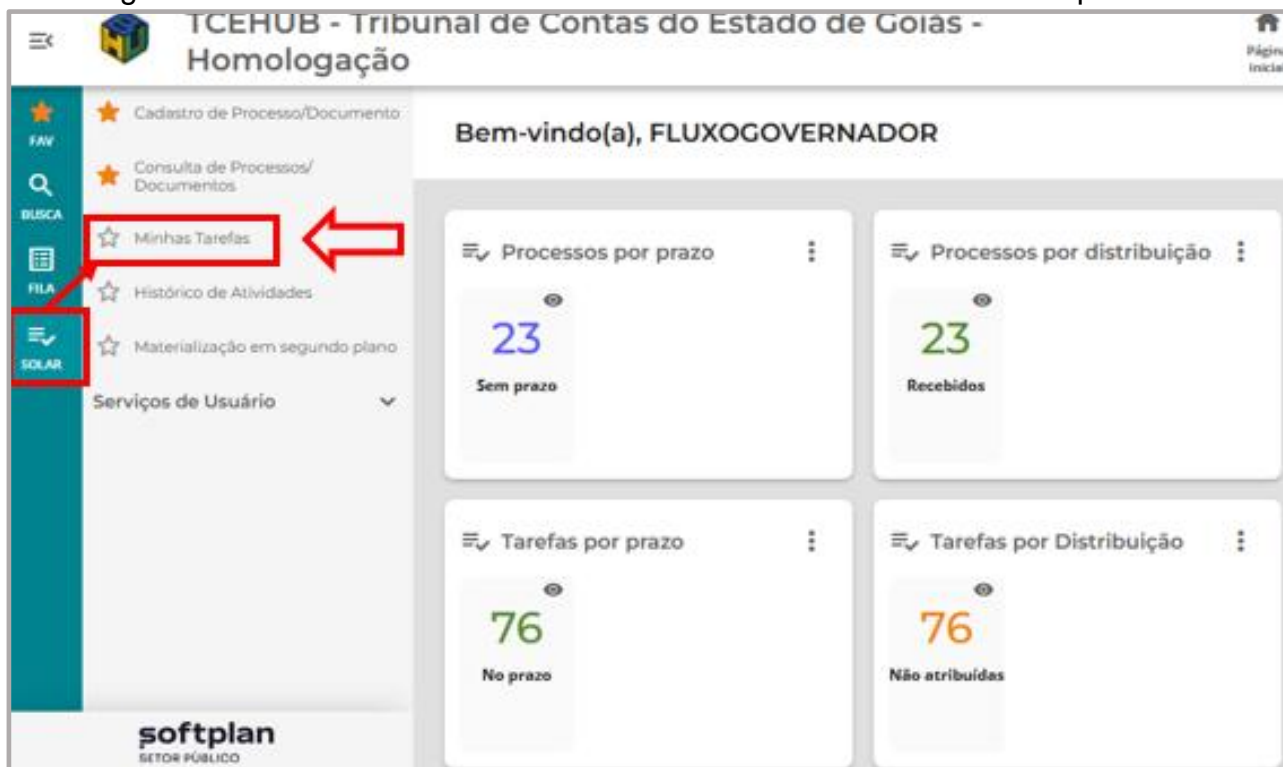 TCEHUB - Tribunal de Contas do Estado de Goiás -
Homologação
Página
inicial
FAV
BUSCA
FILA
SOLAR
Cadastro de Processo/Documento
Consulta de Processos/
Documentos
Minhas Tarefas
Histórico de Atividades
Materialização em segundo plano
Serviços de Usuário
softplan
SETOR PÚBLICO
Bem-vindo(a), FLUXOGOVERNADOR
Processos por prazo
23
Sem prazo
Processos por distribuição
23
Recebidos
Tarefas por prazo
76
No prazo
Tarefas por Distribuição
76
Não atribuídas